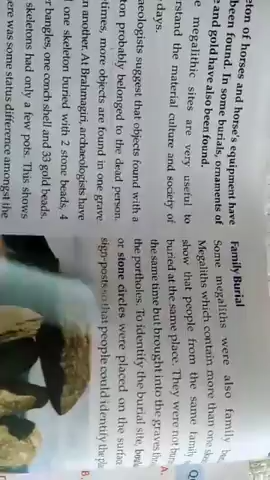 eton of horses and horse's equipment have
been found. In some burials, ornaments of
e and gold have also been found.
e megalithic sites are very useful to
rstand the material culture and society of
days.
aeologists suggest that objects found with a
ton probably belonged to the dead person.
times, more objects are found in one grave
n another. At Brahmagiri, archaeologists have
one skeleton buried with 2 stone beads, 4
r bangles, one conch shell and 33 gold beads.
skeletons had only a few pots. This shows
ere was some status difference amongst the
Family Burial
Some megaliths were also family b
Megaliths which contain more than one sk
show that people from the same family
buried at the same place. They were not bur
the same time but brought into the graves th
the portholes. To identify the burial site,
or stone circles were placed on the surfac
sign-posts so that people could identify the pla
Q
A.
B.